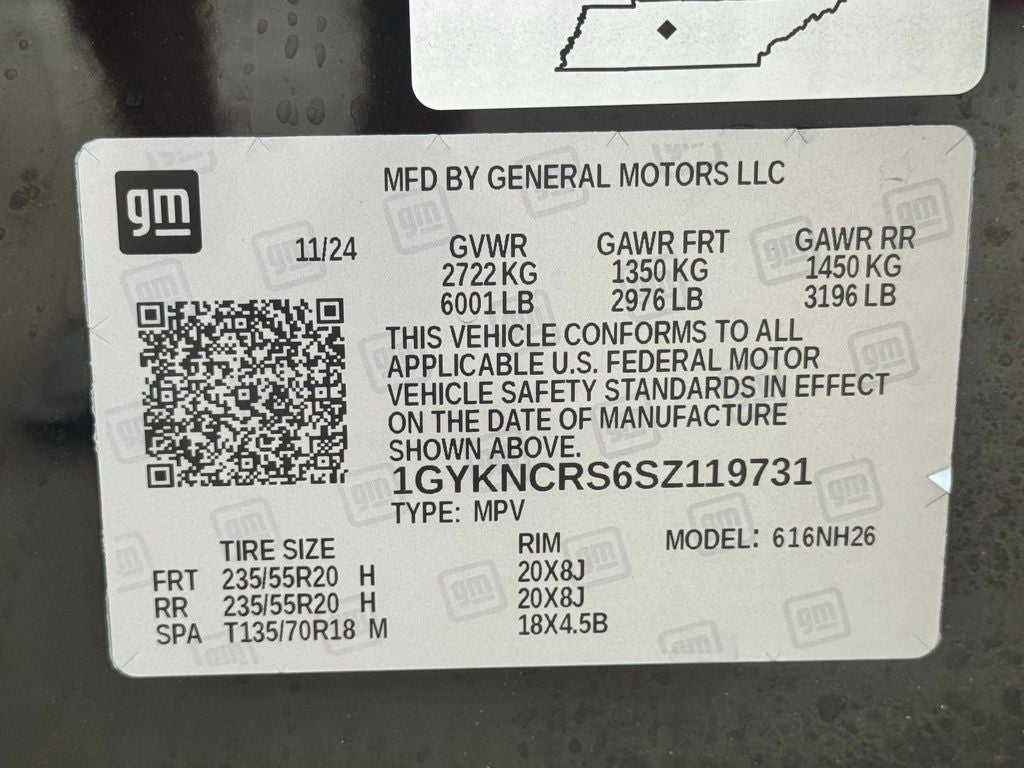 gm
MFD BY GENERAL MOTORS LLC
11/24 GVWR GAWR FRT GAWR RR
2722 KG 1350 KG 1450 KG
6001 LB 2976 LB 3196 LB
THIS VEHICLE CONFORMS TO ALL
APPLICABLE U.S. FEDERAL MOTOR
VEHICLE SAFETY STANDARDS IN EFFECT
ON THE DATE OF MANUFACTURE
SHOWN ABOVE.
1GYKNCRS6SZ119731
TYPE: MPV
TIRE SIZE RIM MODEL: 616NH26
FRT 235/55R20 H 20X8J
RR 235/55R20 H 20X8J
SPA T135/70R18 M 18X4.5B